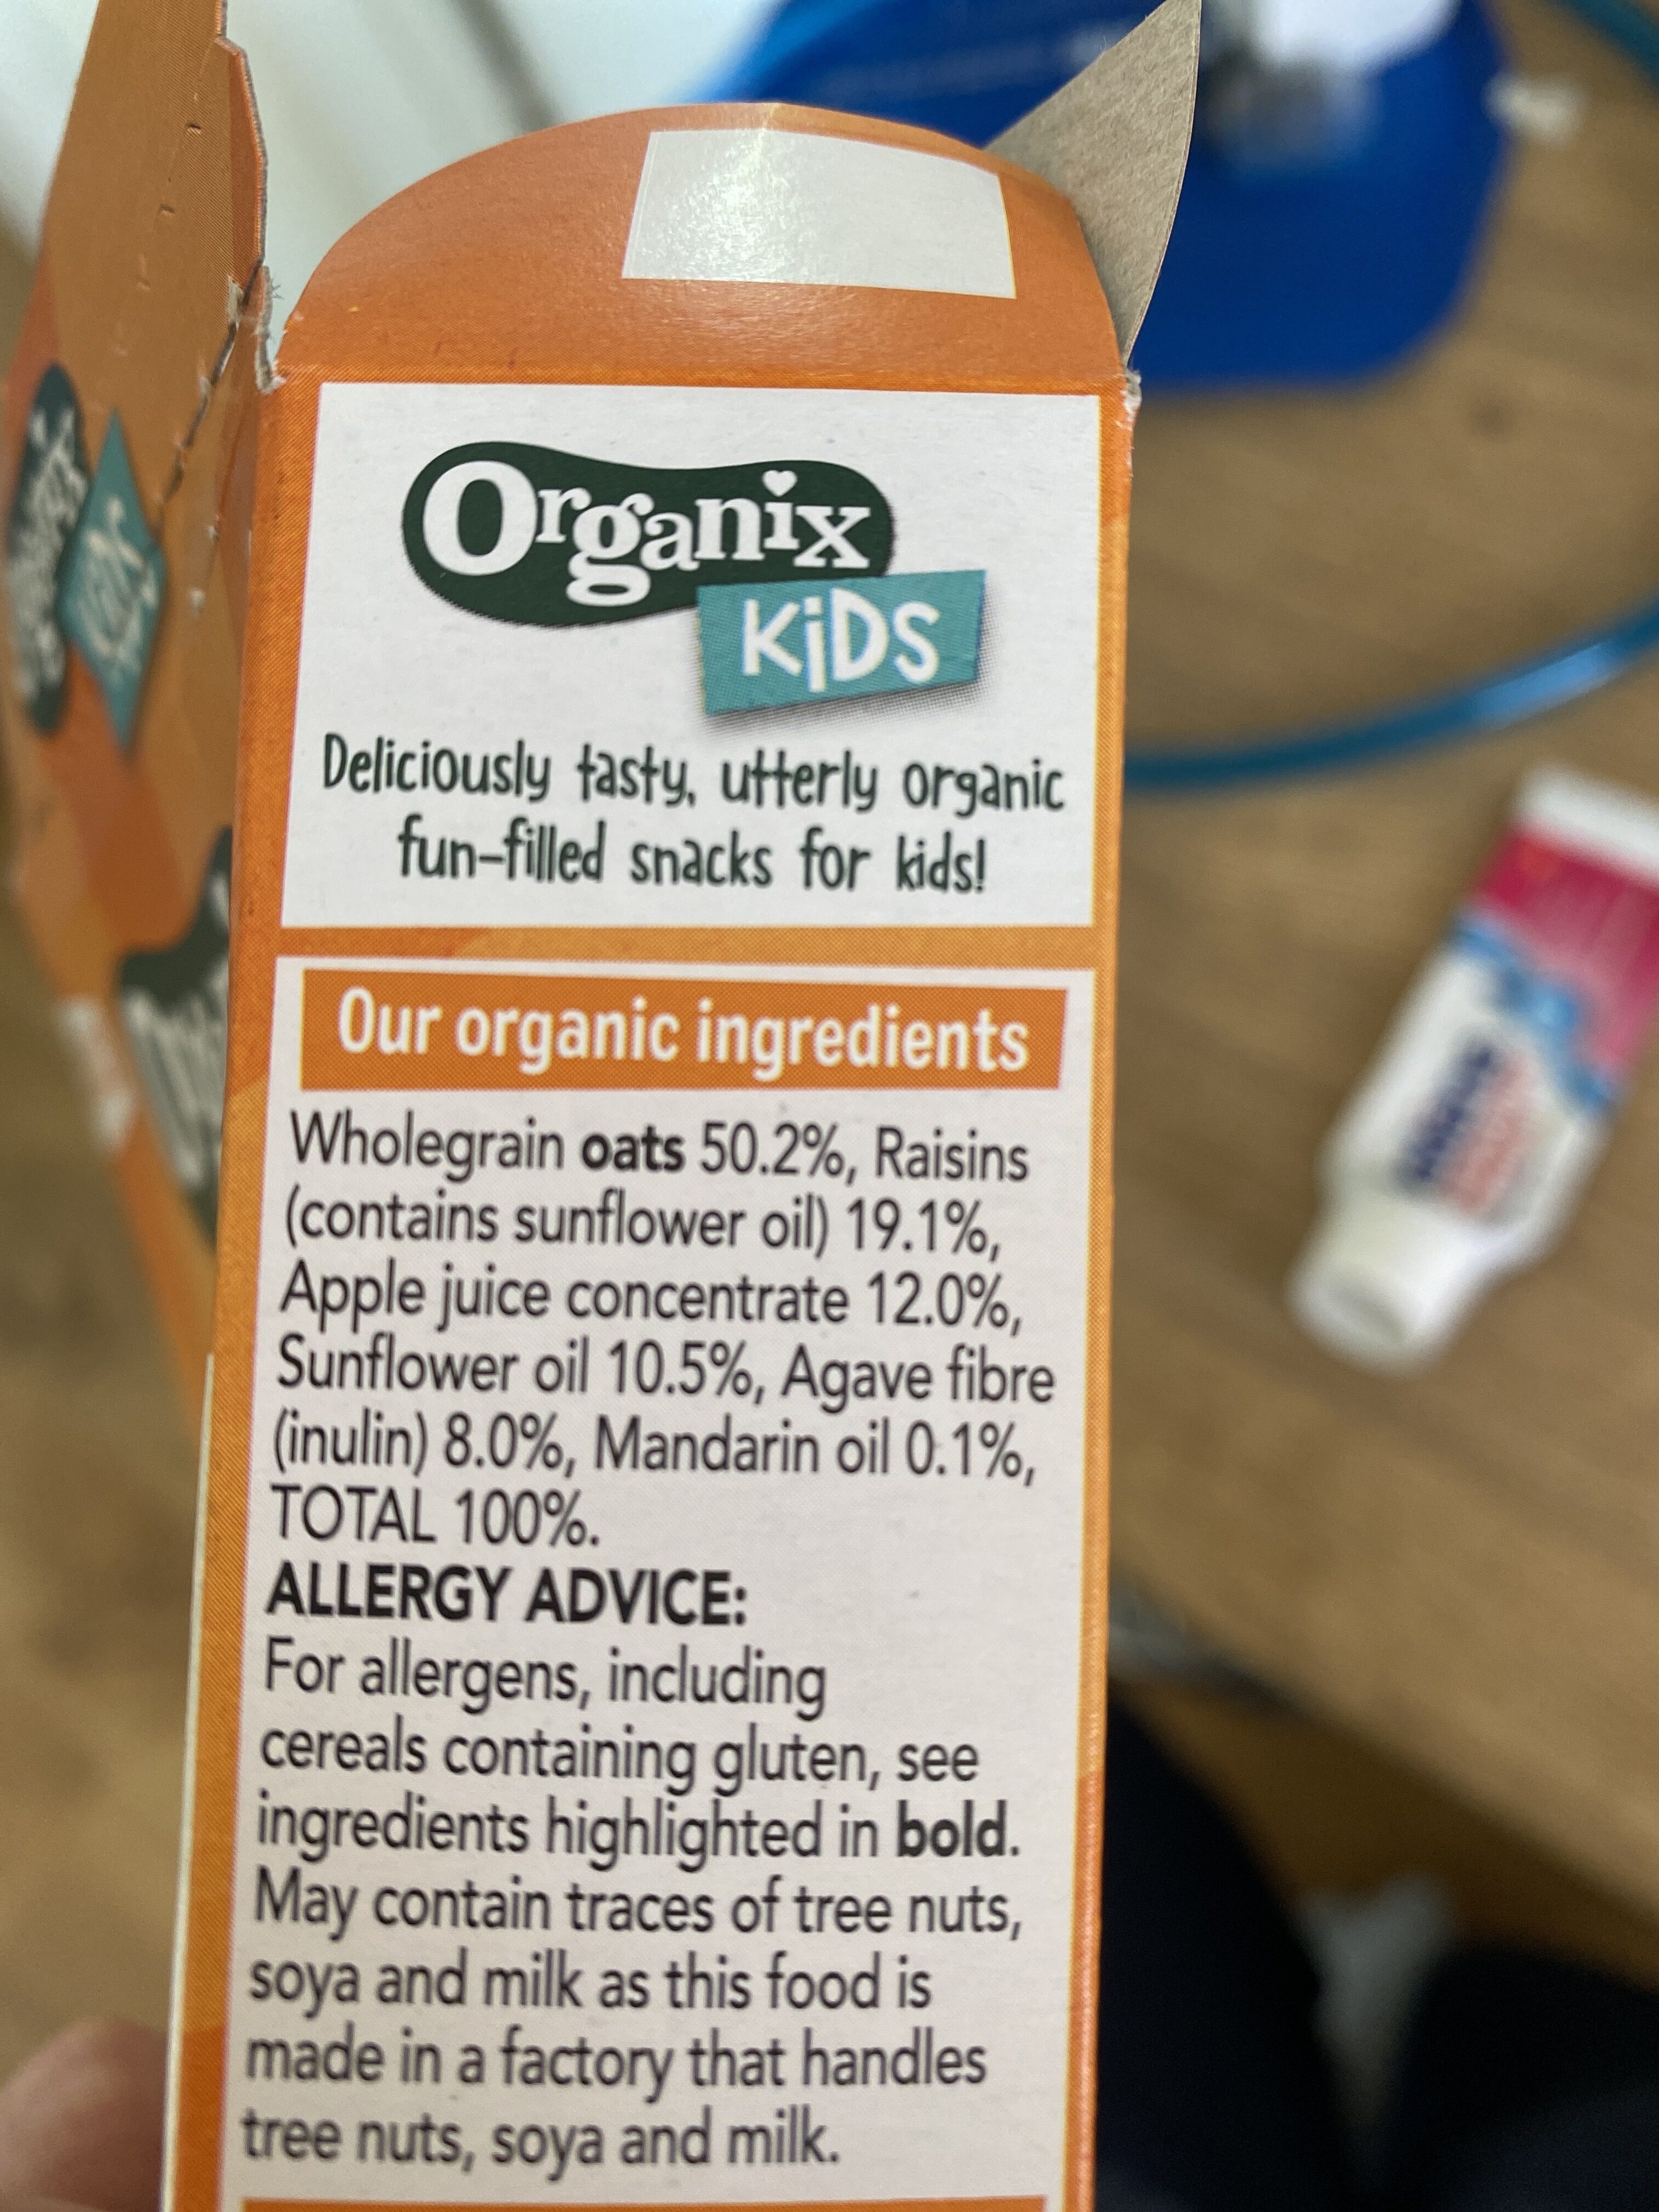 Organix
KiDS
Deliciously tasty, utterly organic
fun-filled snacks for kids!
Our organic ingredients
Wholegrain oats 50.2%, Raisins
(contains sunflower oil) 19.1%,
Apple juice concentrate 12.0%,
Sunflower oil 10.5%, Agave fibre
(inulin) 8.0%, Mandarin oil 0.1%,
TOTAL 100%.
ALLERGY ADVICE:
For allergens, including
cereals containing gluten, see
ingredients highlighted in bold.
May contain traces of tree nuts,
soya and milk as this food is
made in a factory that handles
tree nuts, soya and milk.